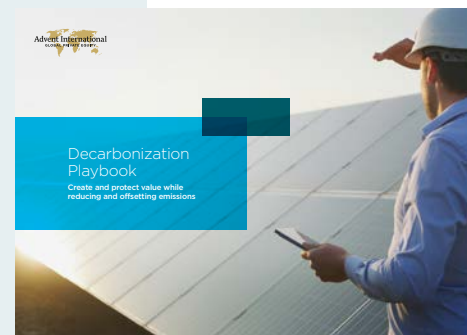 Advent International
GLOBAL PRIVATE EQUITY
Decarbonization
Playbook
Create and protect value while
reducing and offsetting emissions